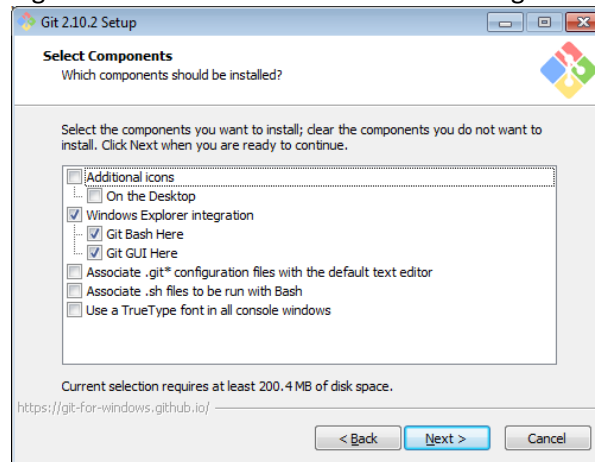 Git 2.10.2 Setup
Select Components
Which components should be installed?
Select the components you want to install; clear the components you do not want to
install. Click Next when you are ready to continue.
Additional icons
On the Desktop
Windows Explorer integration
Git Bash Here
Git GUI Here
Associate .git* configuration files with the default text editor
Associate .sh files to be run with Bash
Use a TrueType font in all console windows
Current selection requires at least 200.4 MB of disk space.
https://git-for-windows.github.io/
< Back Next > Cancel